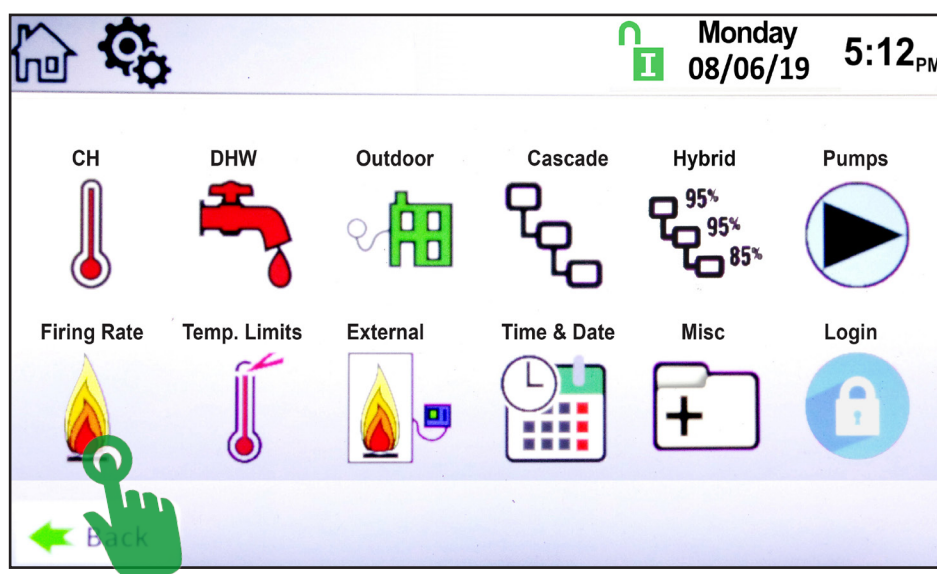 Monday
08/06/19
5:12PM
I
CH DHW Outdoor Cascade Hybrid Pumps
95%
95%
85%
Firing Rate Temp. Limits External Time & Date Misc Login
Back